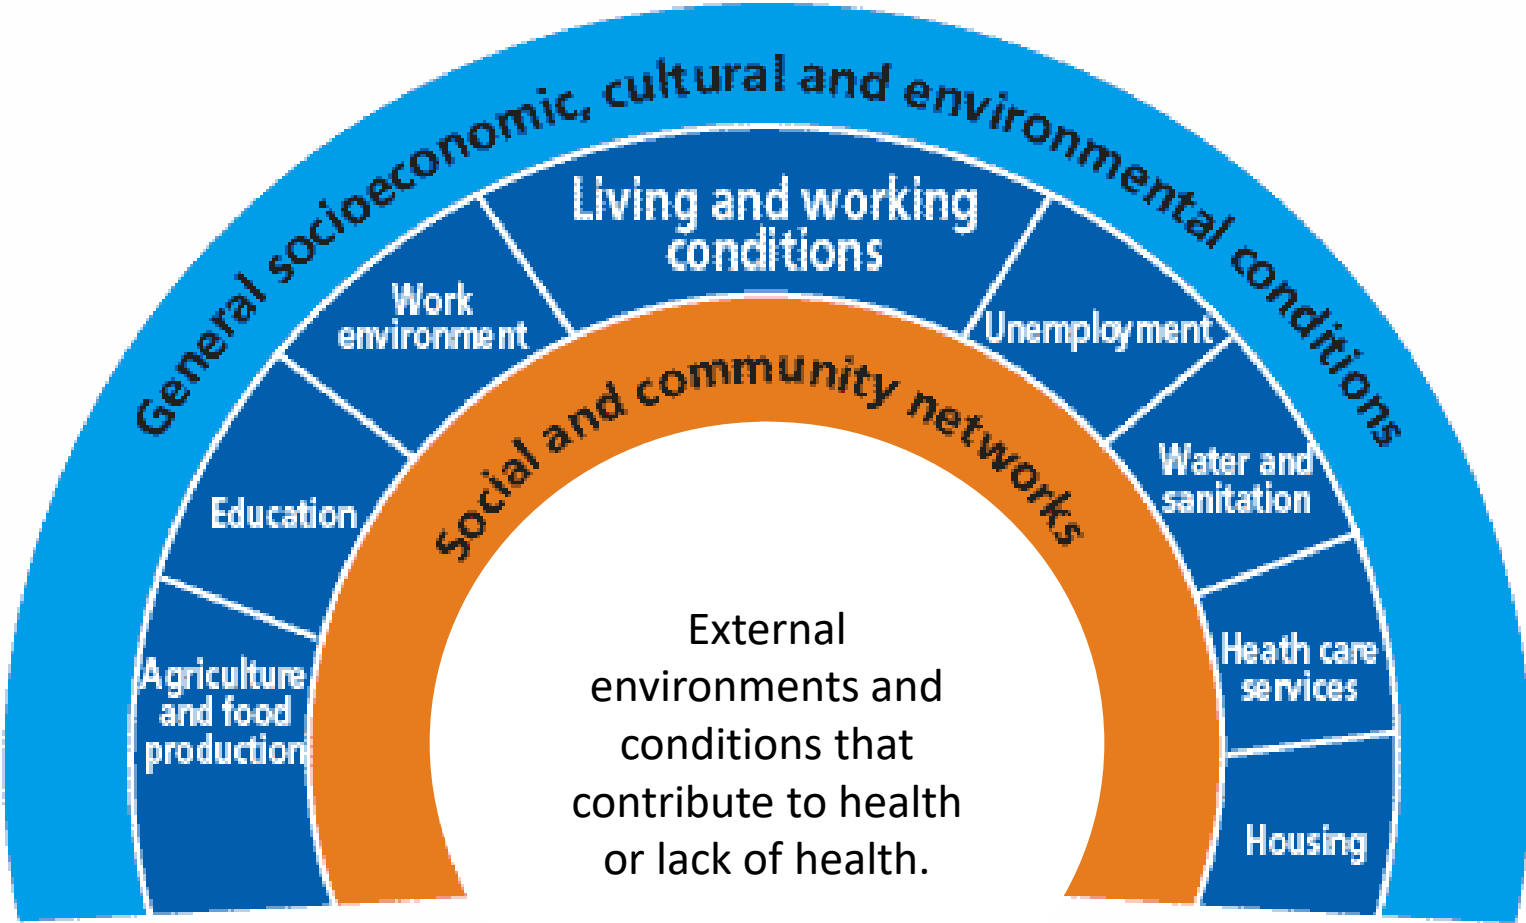 General socioeconomic, cultural and environmental conditions
Living and working
conditions
Work
environment
Unemployment
Education
Water and
sanitation
Agriculture
and food
production
Heath care
services
Housing
Social and community networks
External
environments and
conditions that
contribute to health
or lack of health.